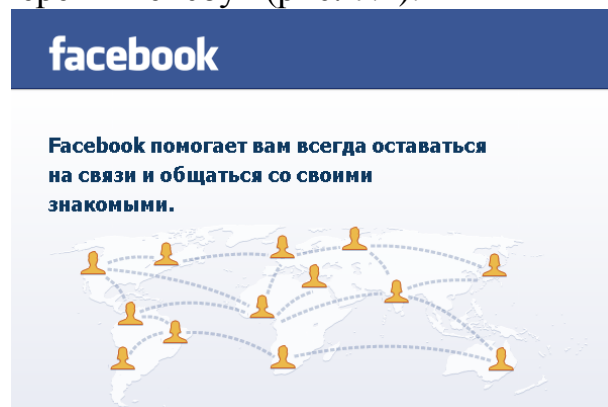 facebook
Facebook помогает вам всегда оставаться
на связи и общаться со своими
знакомыми.